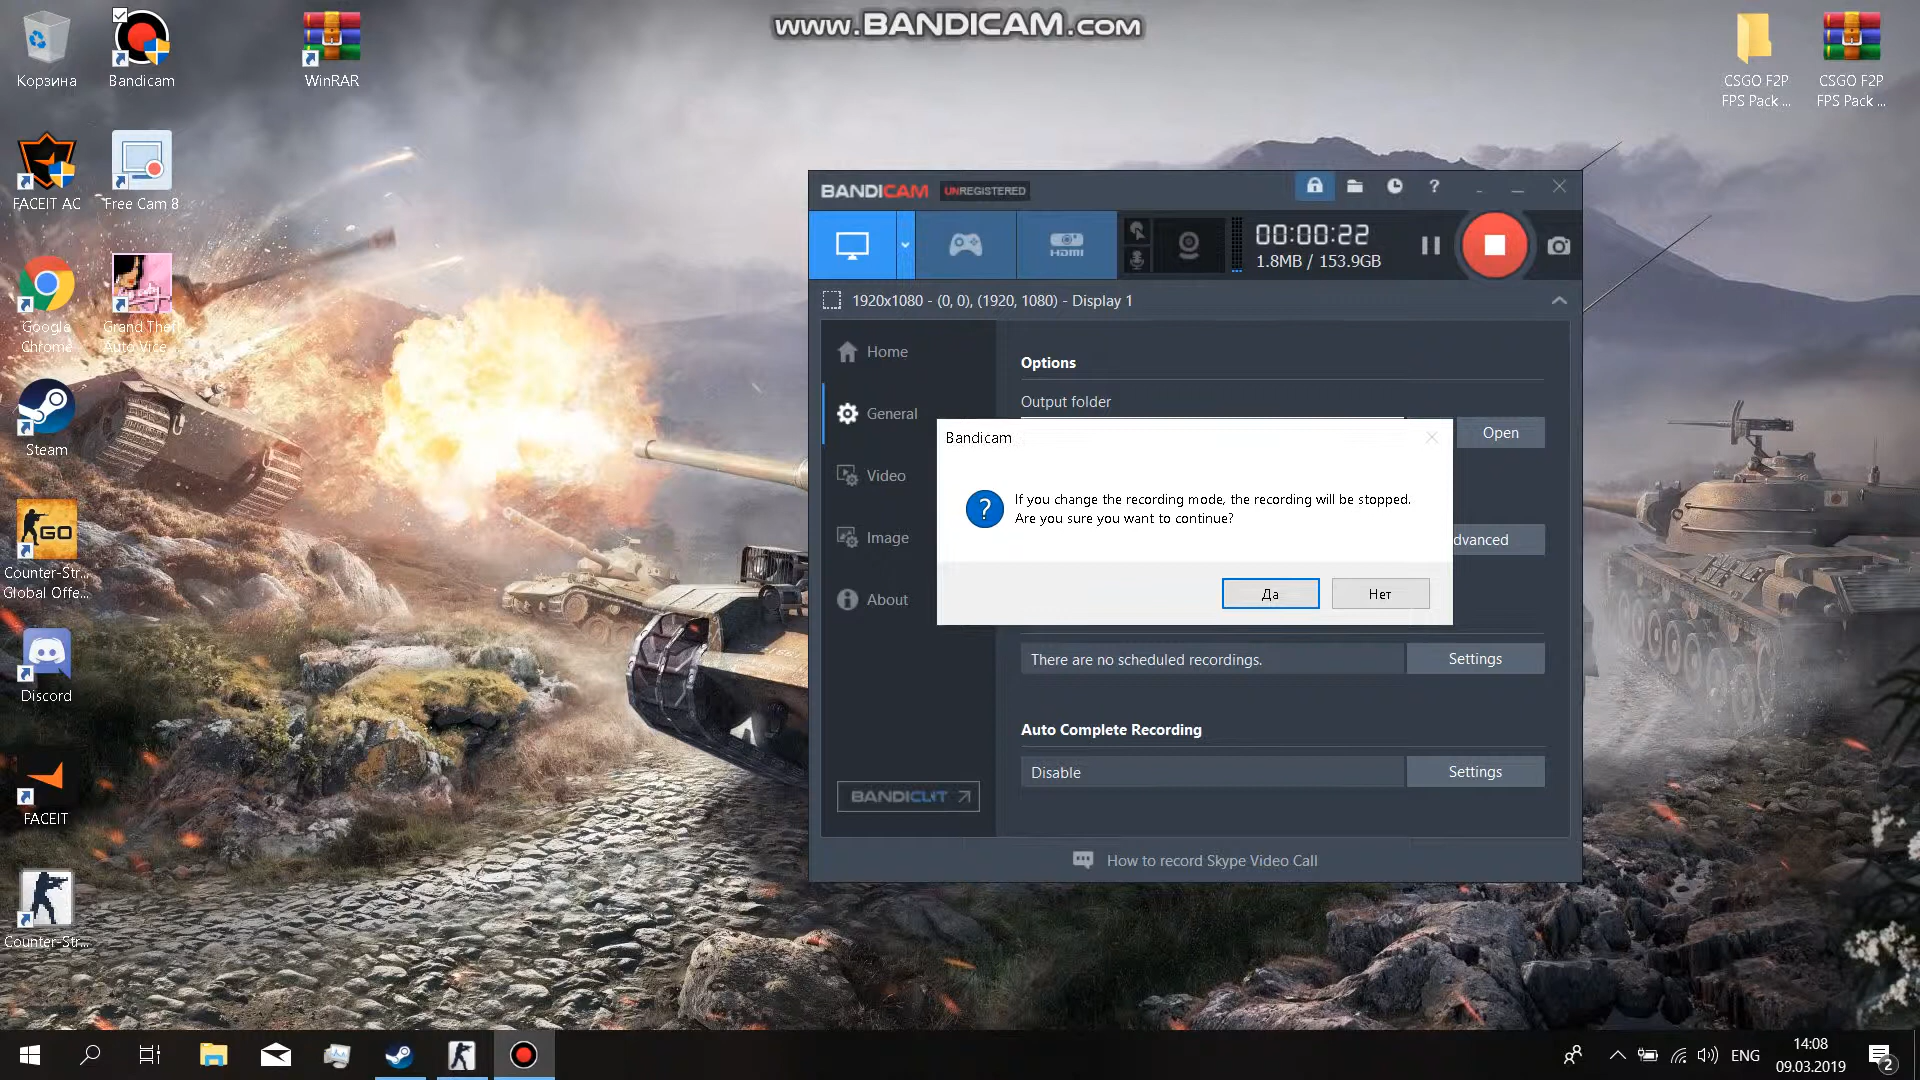 www.BANDICAM.com
Корзина
Bandicam
WinRAR
CSGO F2P
FPS Pack ...
CSGO F2P
FPS Pack ...
FACEIT AC
Free Cam 8
Google
Chrome
Grand Theft
Auto Vice ...
Steam
GO
Counter-Str...
Global Offe...
Discord
FACEIT
Counter-Str...
BANDICAM UNREGISTERED
?
HDMI
00:00:22
1.8MB / 153.9GB
1920x1080 - (0, 0), (1920, 1080) - Display 1
Home
General
Video
Image
About
BANDICUT
Options
Output folder
Open
dvanced
Bandicam
If you change the recording mode, the recording will be stopped.
Are you sure you want to continue?
Да
Нет
There are no scheduled recordings.
Settings
Auto Complete Recording
Disable
Settings
How to record Skype Video Call
ENG
14:08
09.03.2019
2